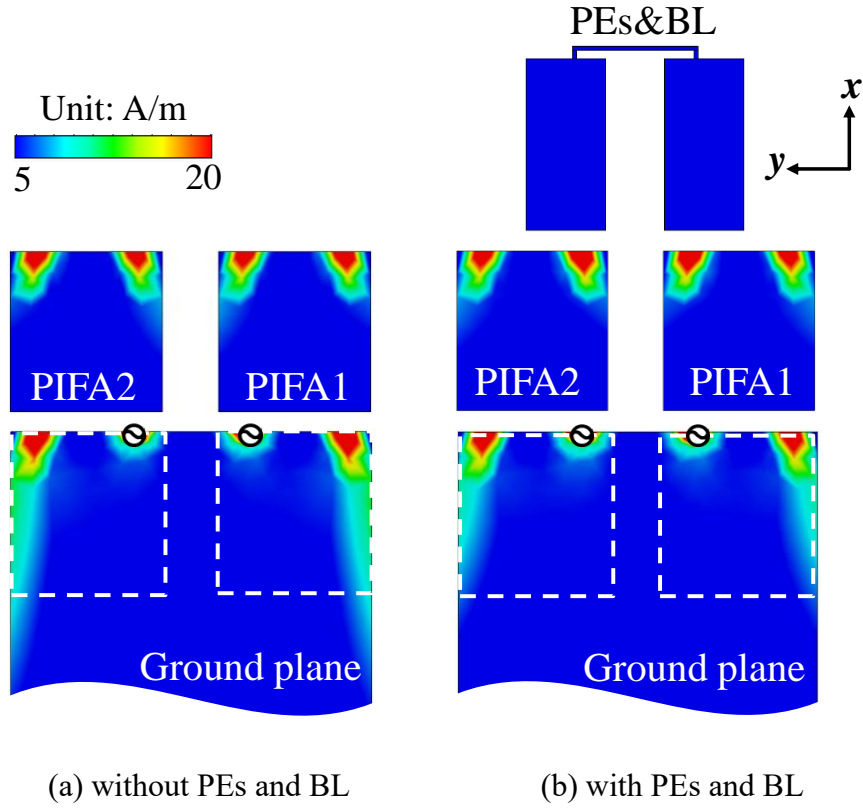 PEs&BL
Unit: A/m
5 20
x
y
PIFA2 PIFA1
PIFA2 PIFA1
Ground plane
Ground plane
(a) without PEs and BL
(b) with PEs and BL